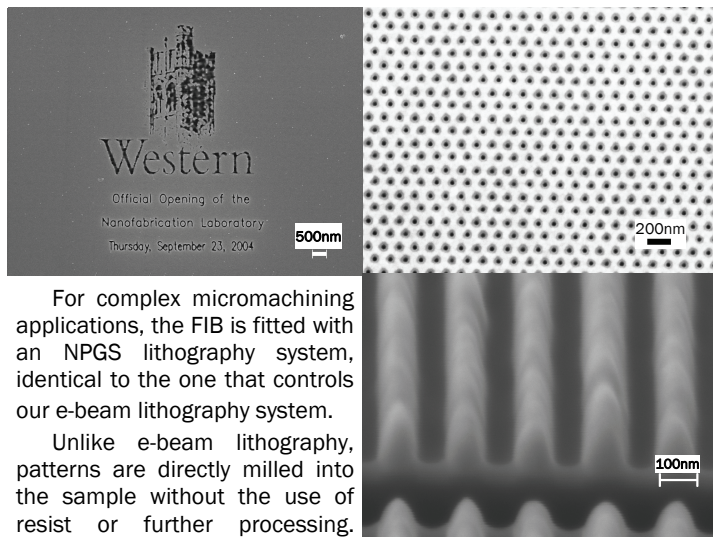 Western
Official Opening of the
Nanofabrication Laboratory
Thursday, September 23, 2004
500nm
200nm
For complex micromachining
applications, the FIB is fitted with
an NPGS lithography system,
identical to the one that controls
our e-beam lithography system.
Unlike e-beam lithography,
patterns are directly milled into
the sample without the use of
resist or further processing.
100nm